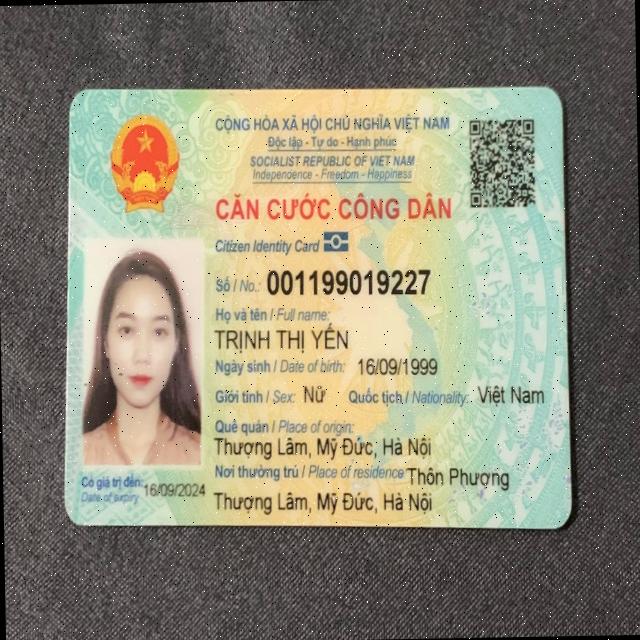 CỘNG HÒA XÃ HỘI CHỦ NGHĨA VIỆT NAM
Độc lập - Tự do - Hạnh phúc
SOCIALIST REPUBLIC OF VIET NAM
Independence - Freedom - Happiness
CĂN CƯỚC CÔNG DÂN
Citizen Identity Card
Số / No.: 001199019227
Họ và tên / Full name:
TRỊNH THỊ YẾN
Ngày sinh / Date of birth: 16/09/1999
Giới tính / Sex: Nữ Quốc tịch / Nationality: Việt Nam
Quê quán / Place of origin:
Thượng Lâm, Mỹ Đức, Hà Nội
Nơi thường trú / Place of residence: Thôn Phượng
Thượng Lâm, Mỹ Đức, Hà Nội
Có giá trị đến: 16/09/2024
Date of expiry